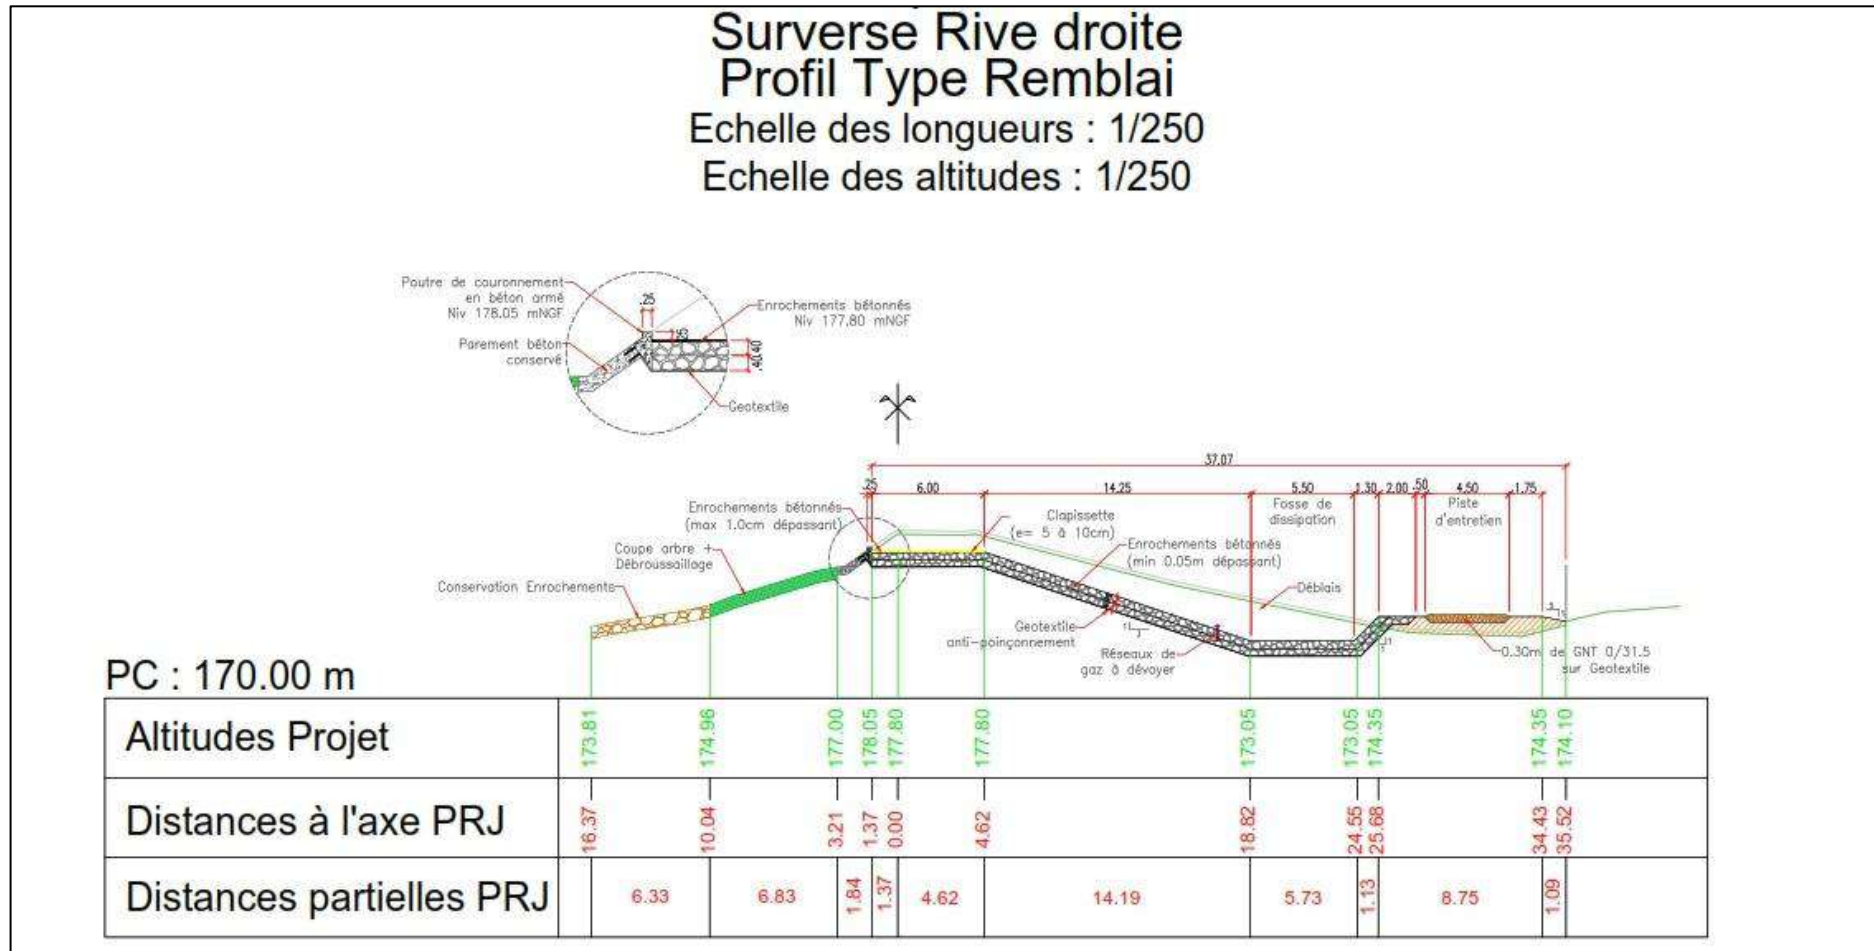 Surverse Rive droite
Profil Type Remblai
Echelle des longueurs : 1/250
Echelle des altitudes : 1/250
Poutre de couronnement
en béton armé
Niv 178.05 mNGF
Parement béton
conservé
.25
Enrochements bétonnés
Niv 177.80 mNGF
.40
.40
Geotextile
37.07
.25
6.00
14.25
5.50
1.30
2.00
.50
4.50
1.75
Fosse de
dissipation
Piste
d'entretien
Enrochements bétonnés
(max 1.0cm dépassant)
Clapissette
(e= 5 à 10cm)
Coupe arbre +
Débroussaillage
Enrochements bétonnés
(min 0.05m dépassant)
Conservation Enrochements
Déblais
Geotextile
anti-poinçonnement
Réseaux de
gaz à dévoyer
0.30m de GNT 0/31.5
sur Geotextile
PC : 170.00 m
Altitudes Projet
173.81
174.96
177.00
178.05
177.80
177.80
173.05
173.05
174.35
174.35
174.10
Distances à l'axe PRJ
16.37
10.04
3.21
1.37
0.00
4.62
18.82
24.55
25.68
34.43
35.52
Distances partielles PRJ
6.33
6.83
1.84
1.37
4.62
14.19
5.73
1.13
8.75
1.09